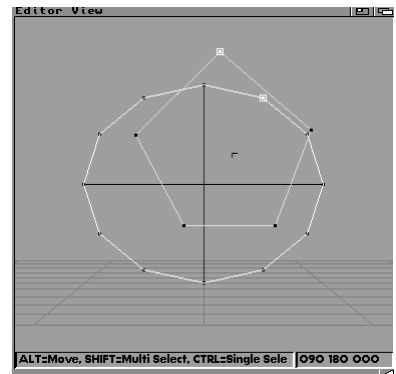 Editor View
ALT=Move, SHIFT=Multi Select, CTRL=Single Sele
090 180 000